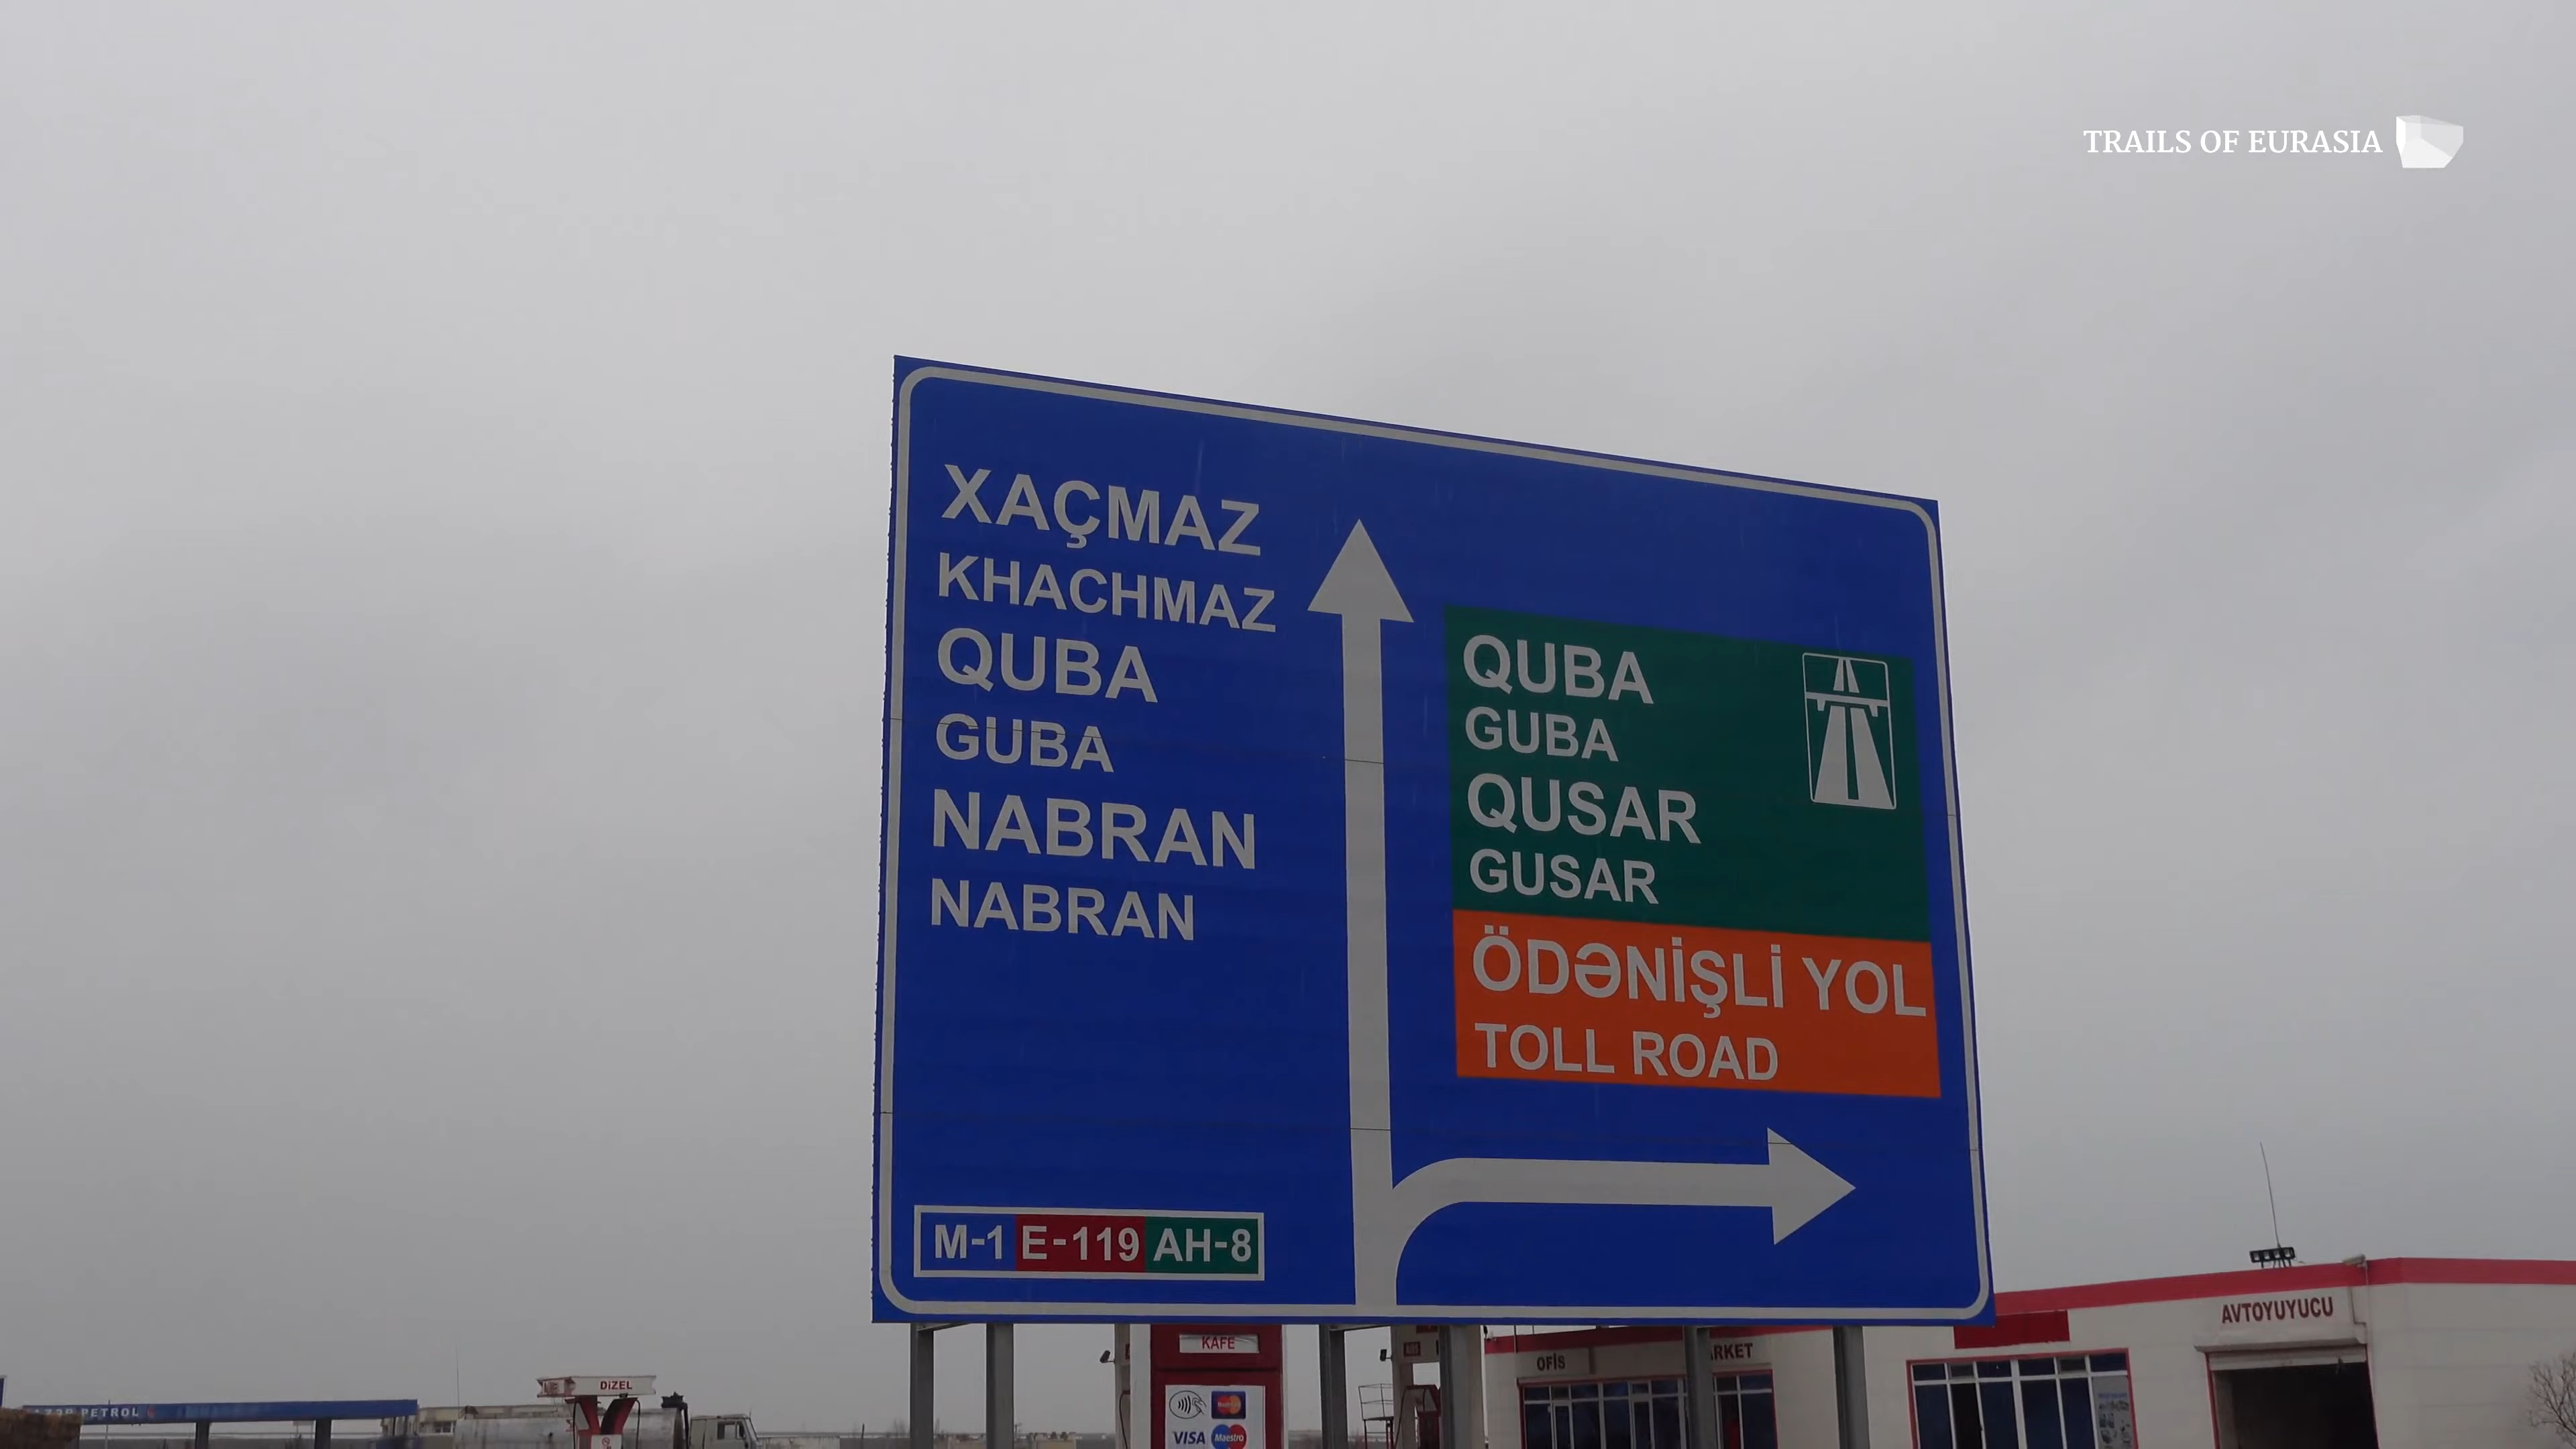 TRAILS OF EURASIA
XAÇMAZ
KHACHMAZ
QUBA
GUBA
NABRAN
NABRAN
M-1 E-119 AH-8
QUBA
GUBA
QUSAR
GUSAR
ÖDƏNİŞLİ YOL
TOLL ROAD
AVTOYUYUCU
KAFE
OFİS
DİZEL
PETROL
VISA
Maestro